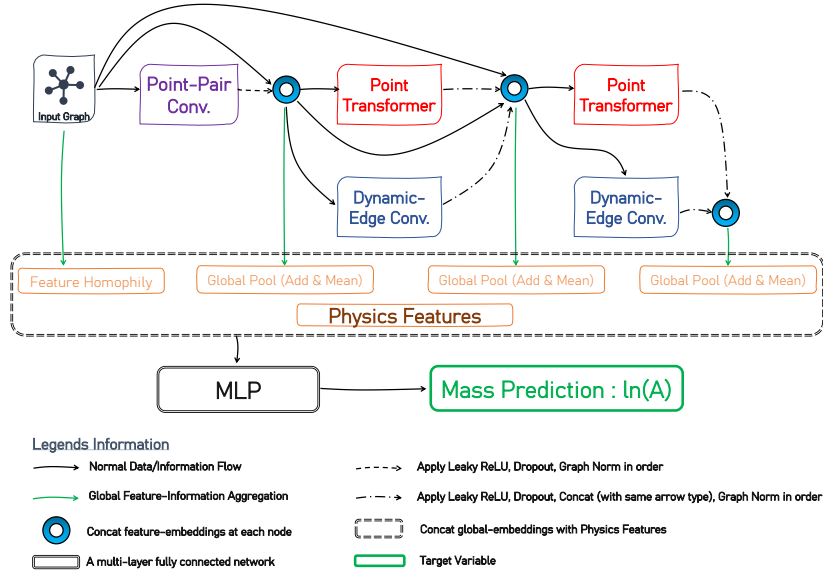 Input Graph
Point-Pair
Conv.
Point
Transformer
Point
Transformer
Dynamic-
Edge Conv.
Dynamic-
Edge Conv.
Feature Homophily
Global Pool (Add & Mean)
Global Pool (Add & Mean)
Global Pool (Add & Mean)
Physics Features
MLP
Mass Prediction : ln(A)
Legends Information
Normal Data/Information Flow
Apply Leaky ReLU, Dropout, Graph Norm in order
Global Feature-Information Aggregation
Apply Leaky ReLU, Dropout, Concat (with same arrow type), Graph Norm in order
Concat feature-embeddings at each node
Concat global-embeddings with Physics Features
A multi-layer fully connected network
Target Variable